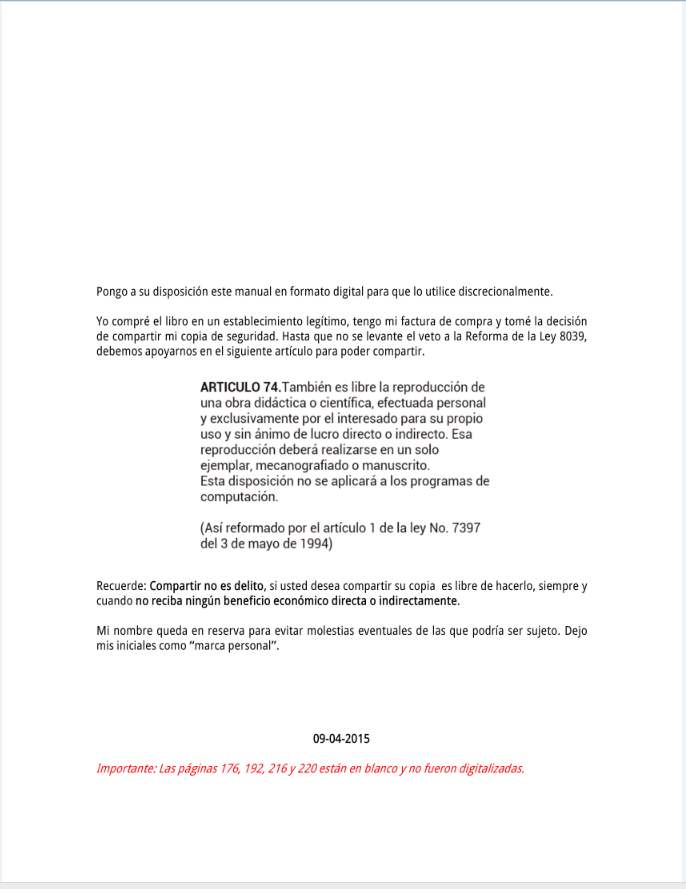 Pongo a su disposición este manual en formato digital para que lo utilice discrecionalmente.
Yo compré el libro en un establecimiento legítimo, tengo mi factura de compra y tomé la decisión
de compartir mi copia de seguridad. Hasta que no se levante el veto a la Reforma de la Ley 8039,
debemos apoyarnos en el siguiente artículo para poder compartir.
ARTICULO 74.También es libre la reproducción de
una obra didáctica o científica, efectuada personal
y exclusivamente por el interesado para su propio
uso y sin ánimo de lucro directo o indirecto. Esa
reproducción deberá realizarse en un solo
ejemplar, mecanografiado o manuscrito.
Esta disposición no se aplicará a los programas de
computación.
(Así reformado por el artículo 1 de la ley No. 7397
del 3 de mayo de 1994)
Recuerde: Compartir no es delito, si usted desea compartir su copia es libre de hacerlo, siempre y
cuando no reciba ningún beneficio económico directa o indirectamente.
Mi nombre queda en reserva para evitar molestias eventuales de las que podría ser sujeto. Dejo
mis iniciales como “marca personal”.
09-04-2015
Importante: Las páginas 176, 192, 216 y 220 están en blanco y no fueron digitalizadas.